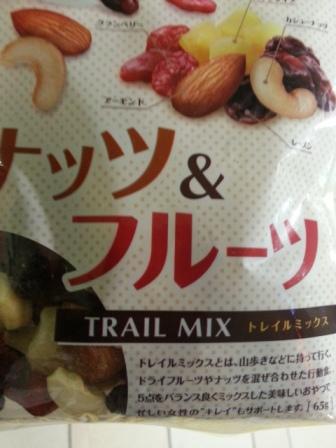 クランベリー
カシューナッツ
アーモンド
レーズン
ナッツ&
フルーツ
TRAIL MIX トレイルミックス
トレイルミックスとは、山歩きなどに持って行く、
ドライフルーツやナッツを混ぜ合わせた行動食。
5点をバランス良くミックスした美味しいおやつで
忙しい女性の"キレイ"もサポートします。 65g